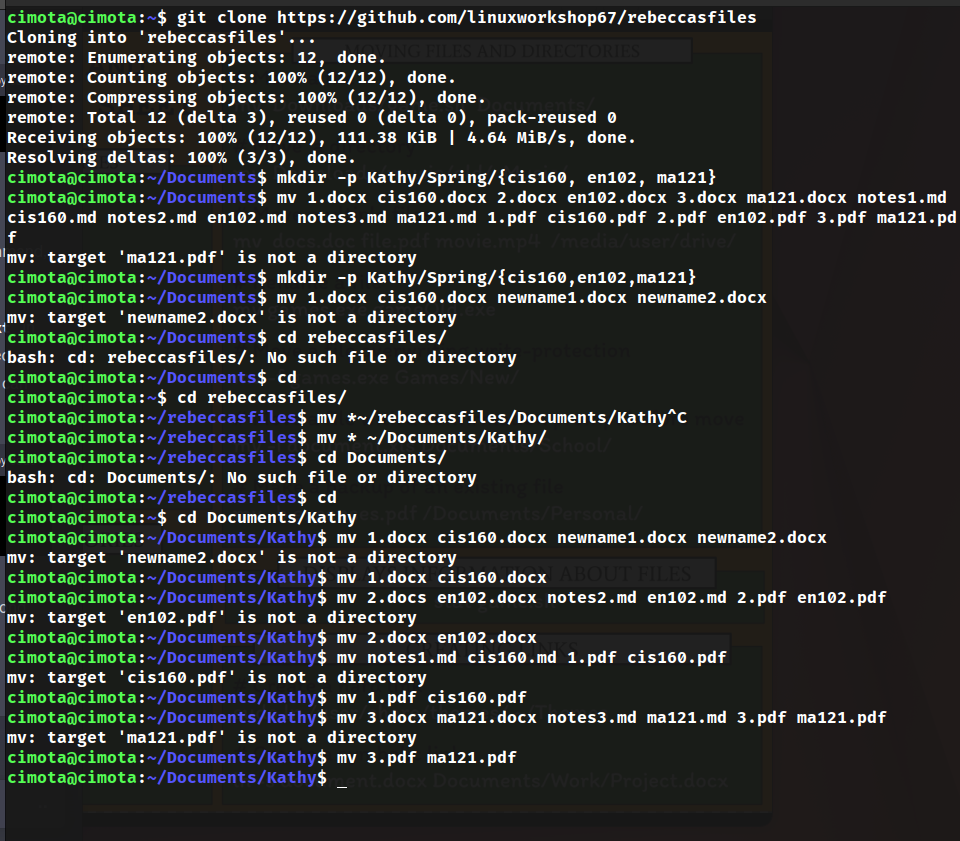 cimota@cimota:~$ git clone https://github.com/linuxworkshop67/rebeccasfiles
Cloning into 'rebeccasfiles'...
remote: Enumerating objects: 12, done.
remote: Counting objects: 100% (12/12), done.
remote: Compressing objects: 100% (12/12), done.
remote: Total 12 (delta 3), reused 0 (delta 0), pack-reused 0
Receiving objects: 100% (12/12), 111.38 KiB | 4.64 MiB/s, done.
Resolving deltas: 100% (3/3), done.
cimota@cimota:~/Documents$ mkdir -p Kathy/Spring/{cis160, en102, ma121}
cimota@cimota:~/Documents$ mv 1.docx cis160.docx 2.docx en102.docx 3.docx ma121.docx notes1.md
cis160.md notes2.md en102.md notes3.md ma121.md 1.pdf cis160.pdf 2.pdf en102.pdf 3.pdf ma121.pd
f
mv: target 'ma121.pdf' is not a directory
cimota@cimota:~/Documents$ mkdir -p Kathy/Spring/{cis160,en102,ma121}
cimota@cimota:~/Documents$ mv 1.docx cis160.docx newname1.docx newname2.docx
mv: target 'newname2.docx' is not a directory
cimota@cimota:~/Documents$ cd rebeccasfiles/
bash: cd: rebeccasfiles/: No such file or directory
cimota@cimota:~/Documents$ cd
cimota@cimota:~$ cd rebeccasfiles/
cimota@cimota:~/rebeccasfiles$ mv *~/rebeccasfiles/Documents/Kathy^C
cimota@cimota:~/rebeccasfiles$ mv * ~/Documents/Kathy/
cimota@cimota:~/rebeccasfiles$ cd Documents/
bash: cd: Documents/: No such file or directory
cimota@cimota:~/rebeccasfiles$ cd
cimota@cimota:~$ cd Documents/Kathy
cimota@cimota:~/Documents/Kathy$ mv 1.docx cis160.docx newname1.docx newname2.docx
mv: target 'newname2.docx' is not a directory
cimota@cimota:~/Documents/Kathy$ mv 1.docx cis160.docx
cimota@cimota:~/Documents/Kathy$ mv 2.docs en102.docx notes2.md en102.md 2.pdf en102.pdf
mv: target 'en102.pdf' is not a directory
cimota@cimota:~/Documents/Kathy$ mv 2.docx en102.docx
cimota@cimota:~/Documents/Kathy$ mv notes1.md cis160.md 1.pdf cis160.pdf
mv: target 'cis160.pdf' is not a directory
cimota@cimota:~/Documents/Kathy$ mv 1.pdf cis160.pdf
cimota@cimota:~/Documents/Kathy$ mv 3.docx ma121.docx notes3.md ma121.md 3.pdf ma121.pdf
mv: target 'ma121.pdf' is not a directory
cimota@cimota:~/Documents/Kathy$ mv 3.pdf ma121.pdf
cimota@cimota:~/Documents/Kathy$ _